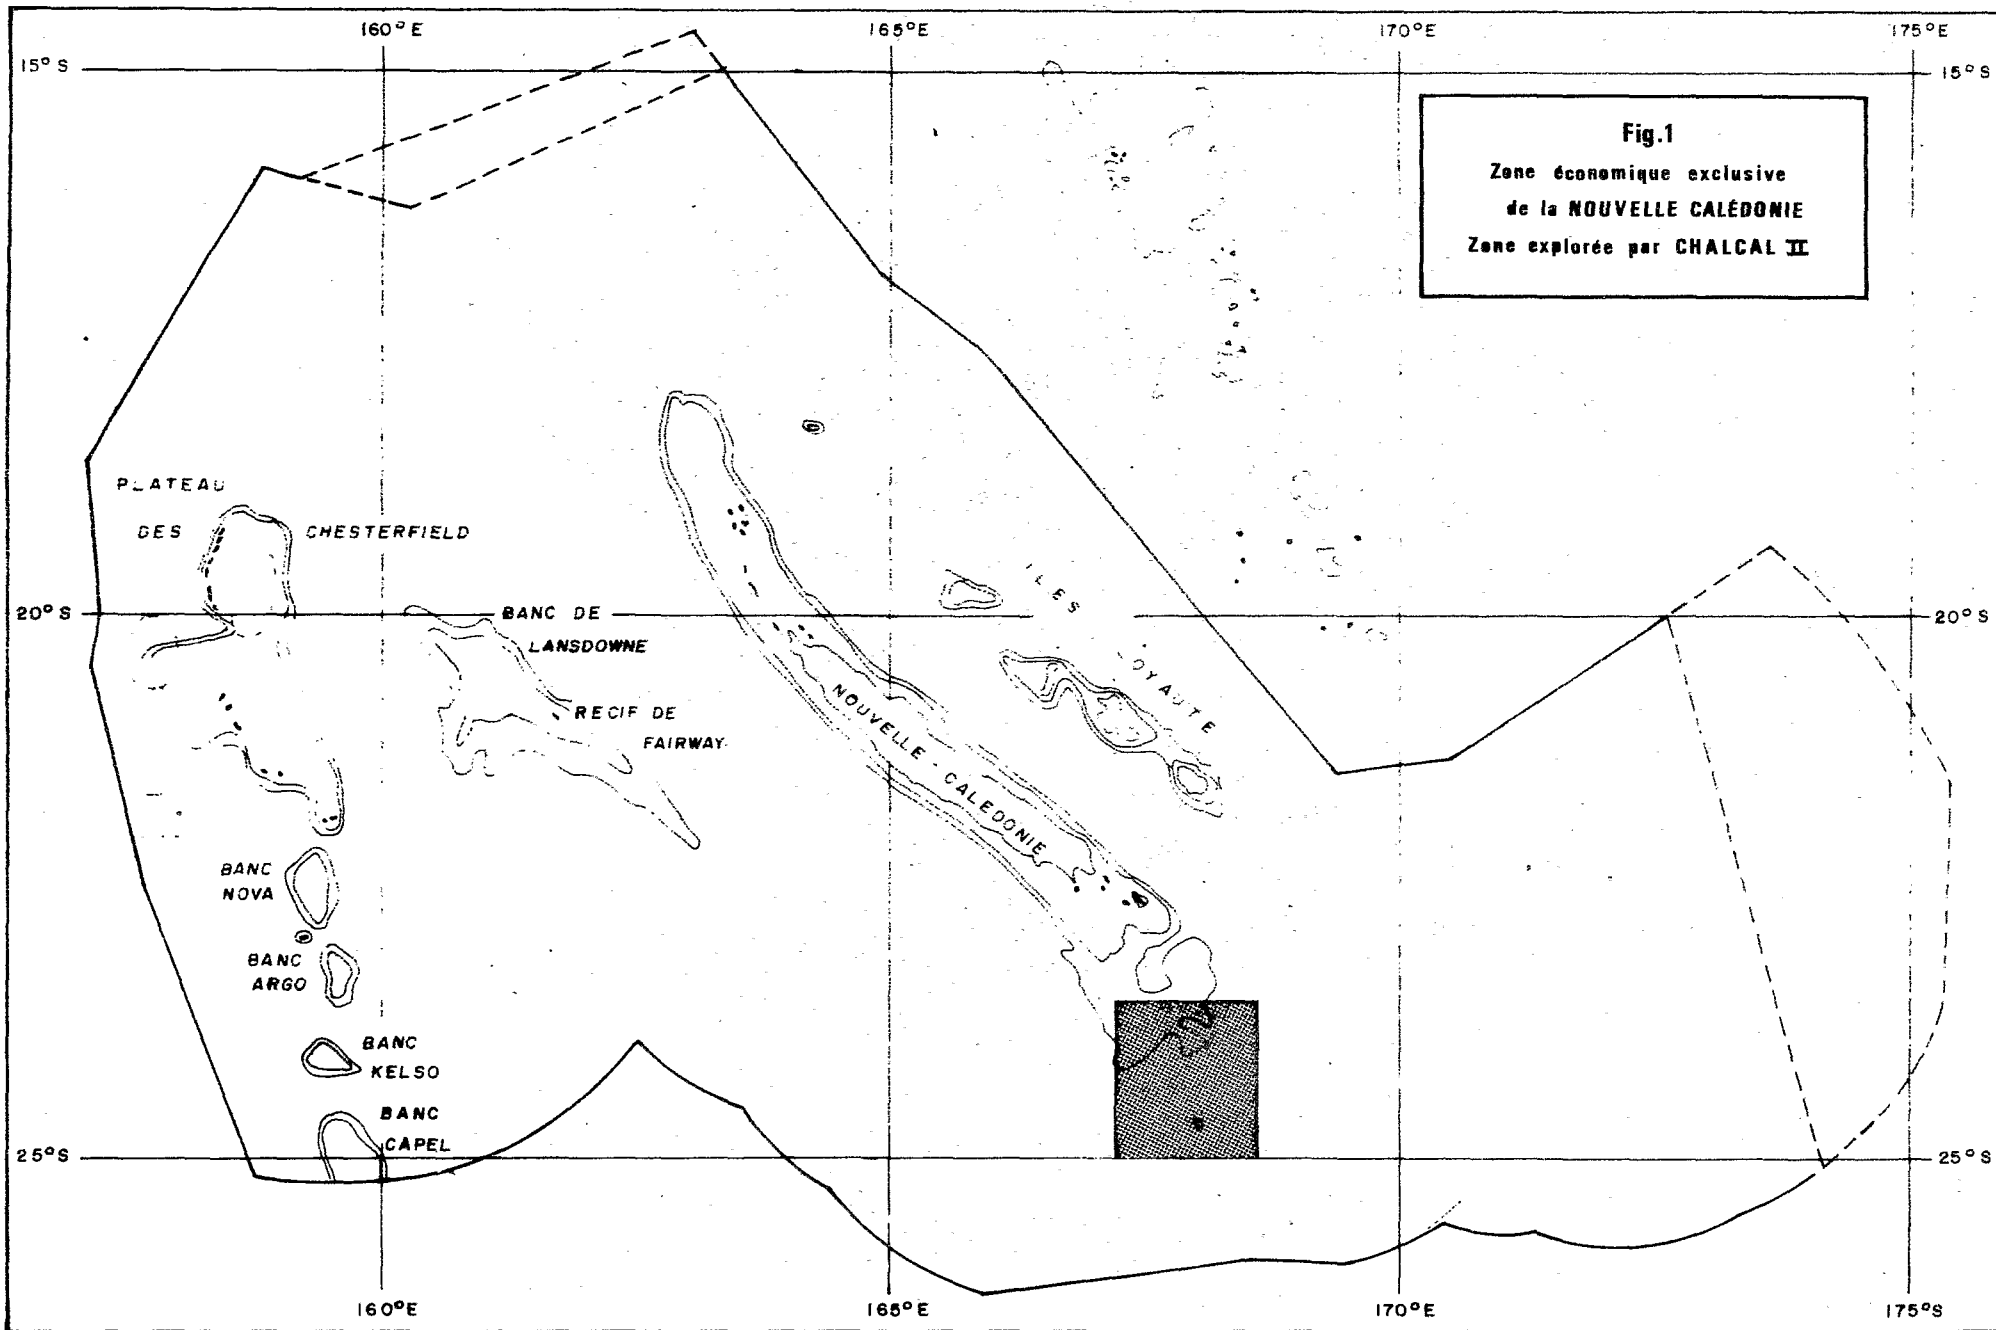 160°E
165°E
170°E
175°E
15°S
15°S
Fig.1
Zone économique exclusive
de la NOUVELLE CALÉDONIE
Zone explorée par CHALCAL II
PLATEAU
DES CHESTERFIELD
20°S
BANC DE
LANSDOWNE
ILES
20°S
RECIF DE
FAIRWAY
NOUVELLE - CALEDONIE
OYAUTE
BANC
NOVA
BANC
ARGO
BANC
KELSO
BANC
CAPEL
25°S
25°S
160°E
165°E
170°E
175°S